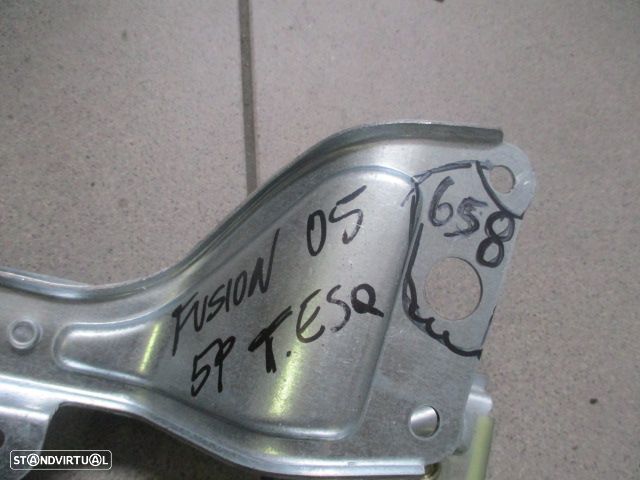 658
FUSION 05
5P T.ESQ
STANDVIRTUAL